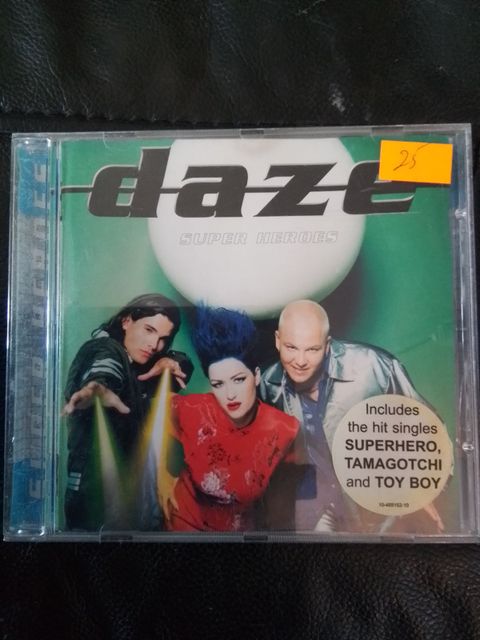 daze
25
SUPER HEROES
Includes
the hit singles
SUPERHERO,
TAMAGOTCHI
and TOY BOY